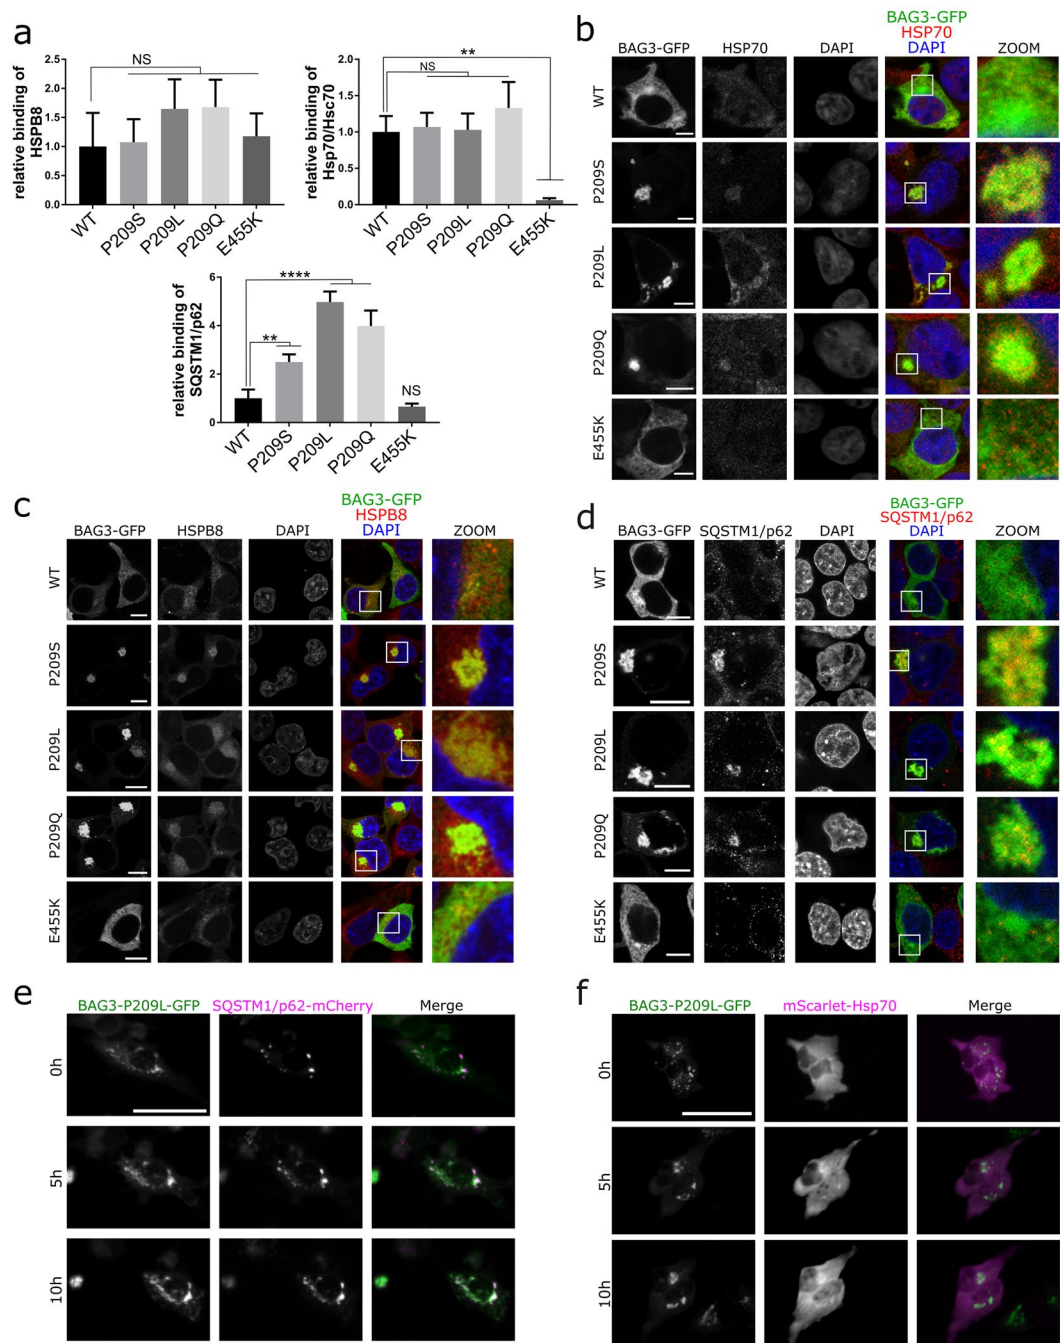 a
relative binding of
HSPB8
2.5
2.0
1.5
1.0
0.5
0.0
NS
WT
P209S
P209L
P209Q
E455K
relative binding of
Hsp70/Hsc70
2.0
1.5
1.0
0.5
0.0
**
NS
WT
P209S
P209L
P209Q
E455K
relative binding of
SQSTM1/p62
6
4
2
0
****
**
NS
WT
P209S
P209L
P209Q
E455K
b
BAG3-GFP
HSP70
BAG3-GFP HSP70 DAPI DAPI ZOOM
WT
P209S
P209L
P209Q
E455K
c
BAG3-GFP
HSPB8
BAG3-GFP HSPB8 DAPI DAPI ZOOM
WT
P209S
P209L
P209Q
E455K
d
BAG3-GFP
SQSTM1/p62
BAG3-GFP SQSTM1/p62 DAPI DAPI ZOOM
WT
P209S
P209L
P209Q
E455K
e
BAG3-P209L-GFP SQSTM1/p62-mCherry Merge
0h
5h
10h
f
BAG3-P209L-GFP mScarlet-Hsp70 Merge
0h
5h
10h